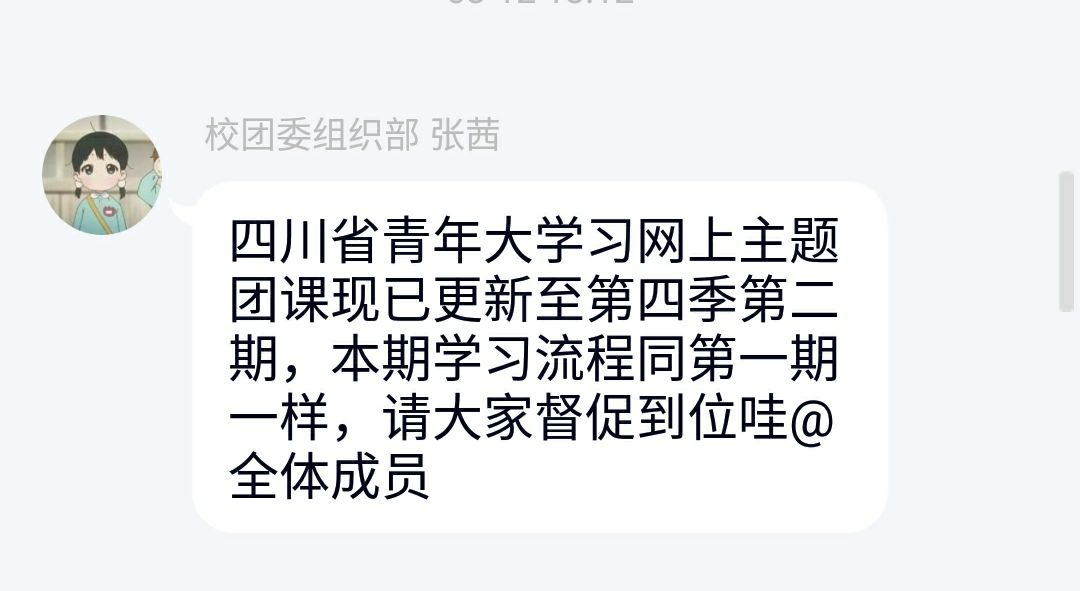 校团委组织部 张茜
四川省青年大学习网上主题
团课现已更新至第四季第二
期，本期学习流程同第一期
一样，请大家督促到位哇@
全体成员